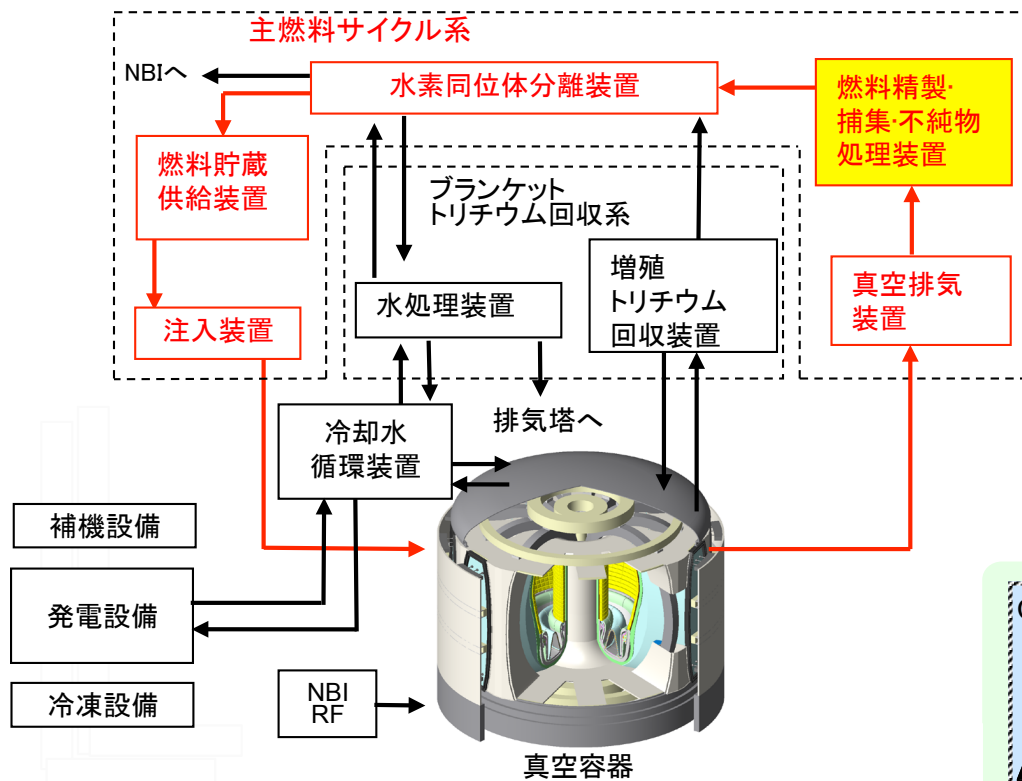 主燃料サイクル系
NBIへ
水素同位体分離装置
燃料精製・
捕集・不純物
処理装置
燃料貯蔵
供給装置
ブランケット
トリチウム回収系
増殖
トリチウム
回収装置
真空排気
装置
水処理装置
注入装置
冷却水
循環装置
排気塔へ
補機設備
発電設備
冷凍設備
NBI
RF
真空容器